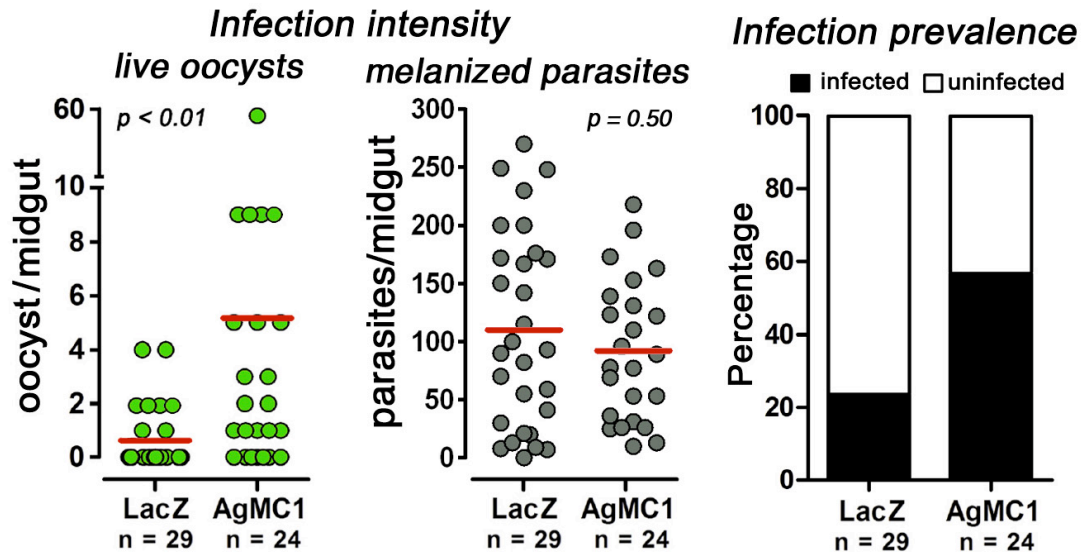 Infection intensity
live oocysts
melanized parasites
Infection prevalence
infected
uninfected
oocyst/midgut
60
10
8
6
4
2
0
p < 0.01
LacZ
AgMC1
n = 29
n = 24
parasites/midgut
300
250
200
150
100
50
0
p = 0.50
LacZ
AgMC1
n = 29
n = 24
Percentage
100
80
60
40
20
0
LacZ
AgMC1
n = 29
n = 24